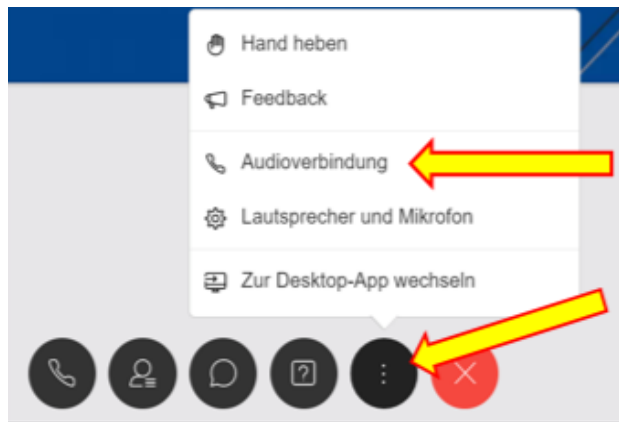 Hand heben
Feedback
Audioverbindung
Lautsprecher und Mikrofon
Zur Desktop-App wechseln
?